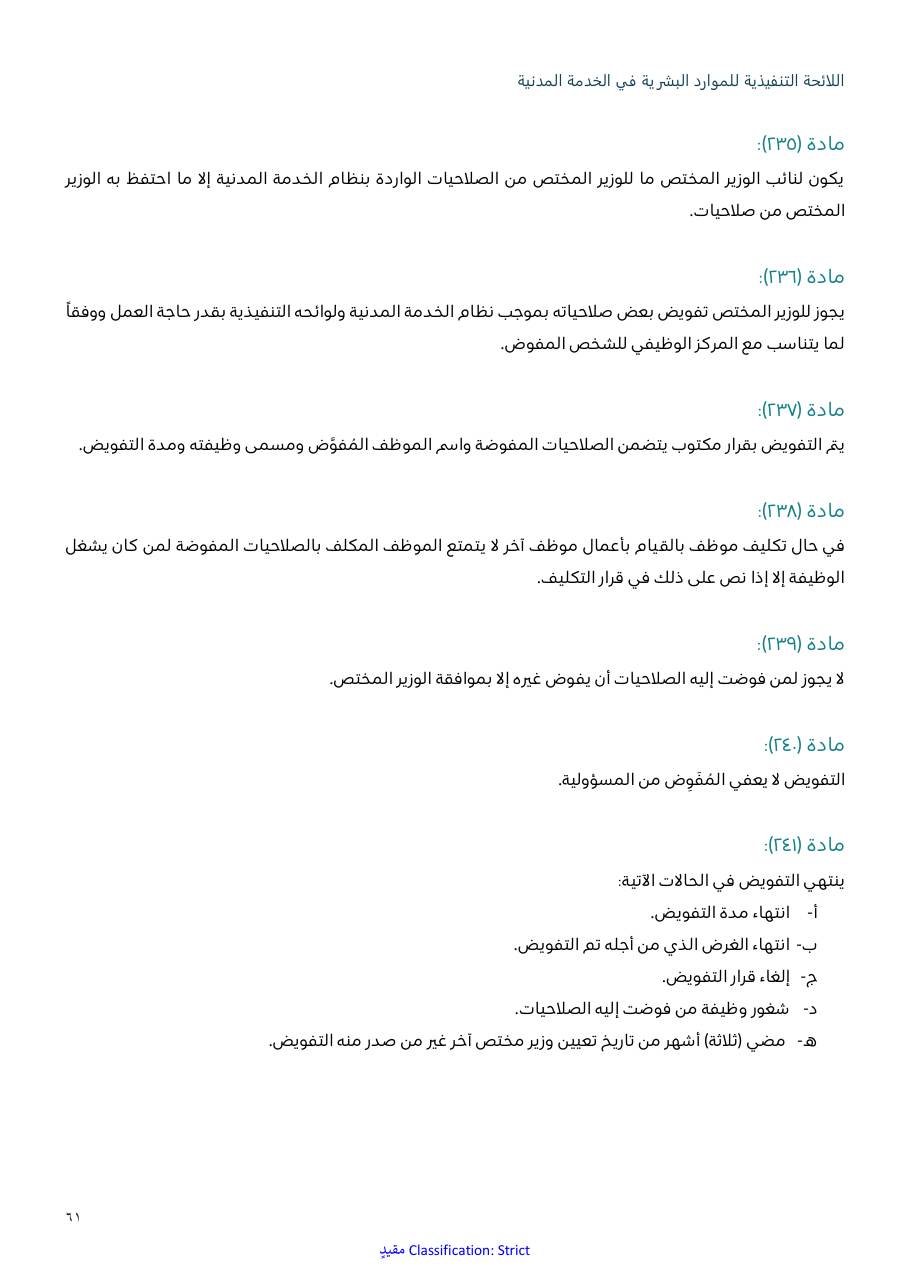 اللائحة التنفيذية للموارد البشرية في الخدمة المدنية
مادة (٢٣٥):
يكون لنائب الوزير المختص ما للوزير المختص من الصلاحيات الواردة بنظام الخدمة المدنية إلا ما احتفظ به الوزير
المختص من صلاحيات.
مادة (٢٣٦):
يجوز للوزير المختص تفويض بعض صلاحياته بموجب نظام الخدمة المدنية ولوائحه التنفيذية بقدر حاجة العمل ووفقاً
لما يتناسب مع المركز الوظيفي للشخص المفوض.
مادة (٢٣٧):
يتم التفويض بقرار مكتوب يتضمن الصلاحيات المفوضة واسم الموظف المُفوَّض ومسمى وظيفته ومدة التفويض.
مادة (٢٣٨):
في حال تكليف موظف بالقيام بأعمال موظف آخر لا يتمتع الموظف المكلف بالصلاحيات المفوضة لمن كان يشغل
الوظيفة إلا إذا نص على ذلك في قرار التكليف.
مادة (٢٣٩):
لا يجوز لمن فوضت إليه الصلاحيات أن يفوض غيره إلا بموافقة الوزير المختص.
مادة (٢٤٠):
التفويض لا يعفي المُفَوِض من المسؤولية.
مادة (٢٤١):
ينتهي التفويض في الحالات الآتية:
أ- انتهاء مدة التفويض.
ب- انتهاء الغرض الذي من أجله تم التفويض.
ج- إلغاء قرار التفويض.
د- شغور وظيفة من فوضت إليه الصلاحيات.
هـ- مضي (ثلاثة) أشهر من تاريخ تعيين وزير مختص آخر غير من صدر منه التفويض.
٦١
مقيدٍ Classification: Strict